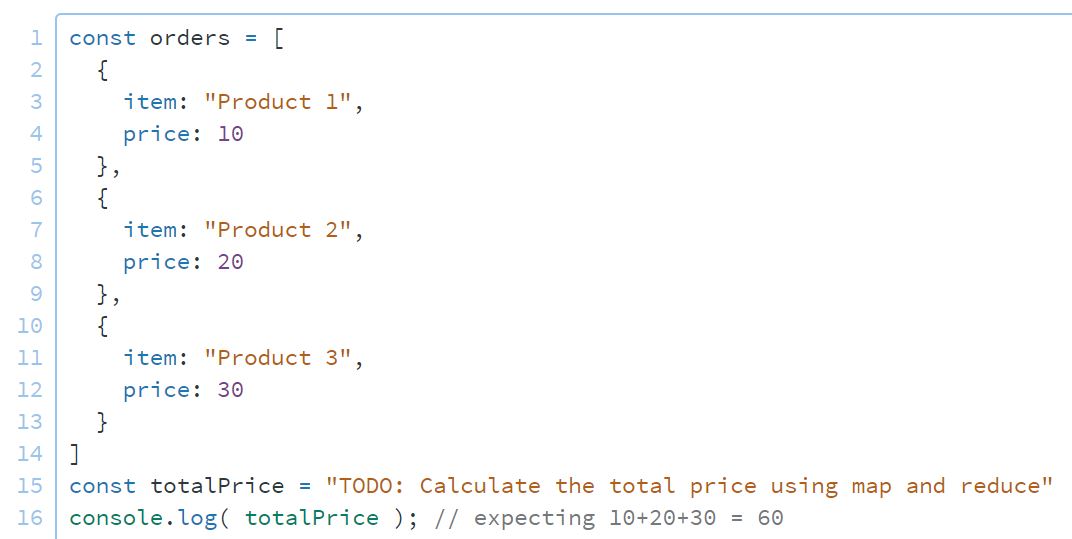 1 const orders = [
2 {
3 item: "Product 1",
4 price: 10
5 },
6 {
7 item: "Product 2",
8 price: 20
9 },
10 {
11 item: "Product 3",
12 price: 30
13 }
14 ]
15 const totalPrice = "TODO: Calculate the total price using map and reduce"
16 console.log( totalPrice ); // expecting 10+20+30 = 60